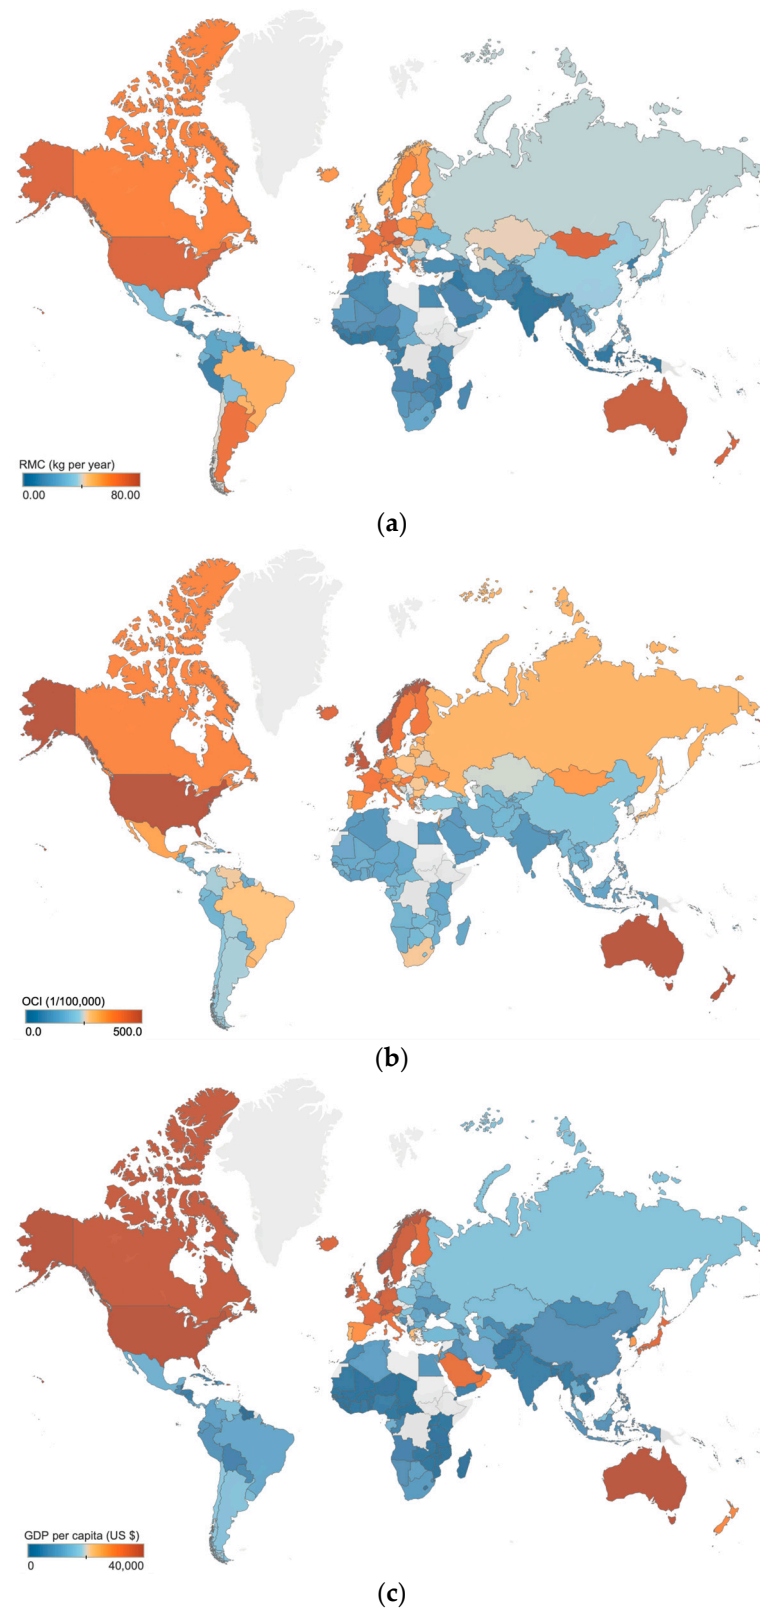 RMC (kg per year)
0.00 80.00
(a)
OCI (1/100,000)
0.0 500.0
(b)
GDP per capita (US $)
0 40,000
(c)